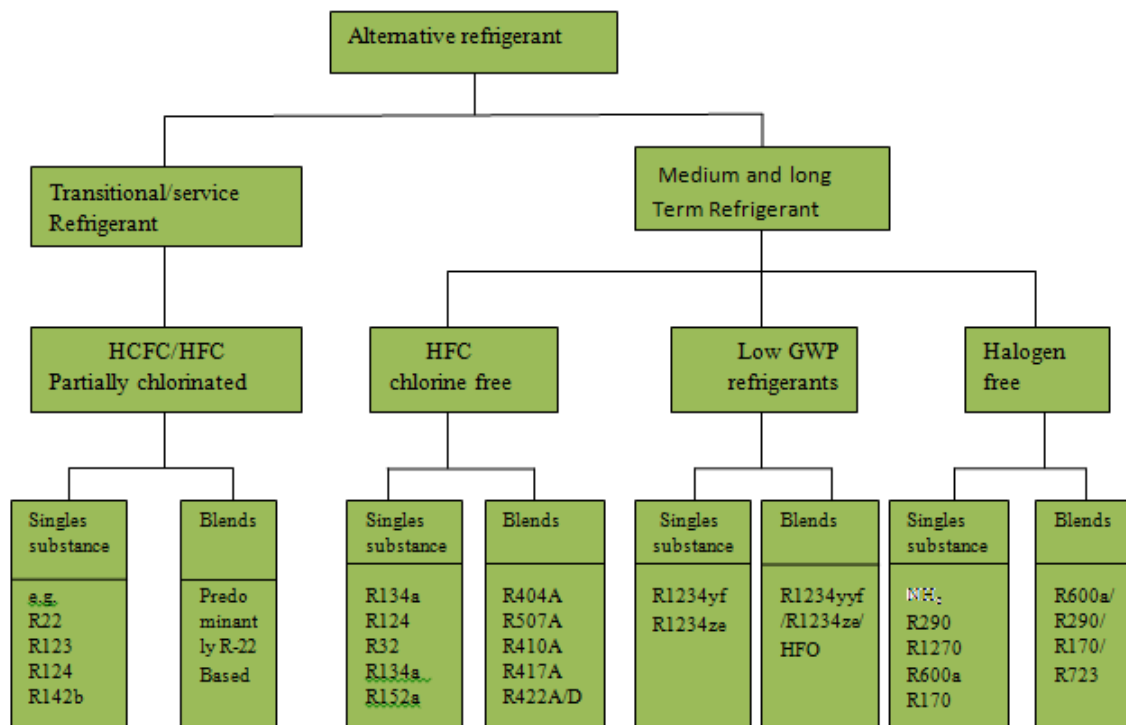 Alternative refrigerant
Transitional/service
Refrigerant
Medium and long
Term Refrigerant
HCFC/HFC
Partially chlorinated
HFC
chlorine free
Low GWP
refrigerants
Halogen
free
Singles
substance
e.g.
R22
R123
R124
R142b
Blends
Predo
minant
ly R-22
Based
Singles
substance
R134a
R124
R32
R134a
R152a
Blends
R404A
R507A
R410A
R417A
R422A/D
Singles
substance
R1234yf
R1234ze
Blends
R1234yyf
/R1234ze/
HFO
Singles
substance
NH₃
R290
R1270
R600a
R170
Blends
R600a/
R290/
R170/
R723